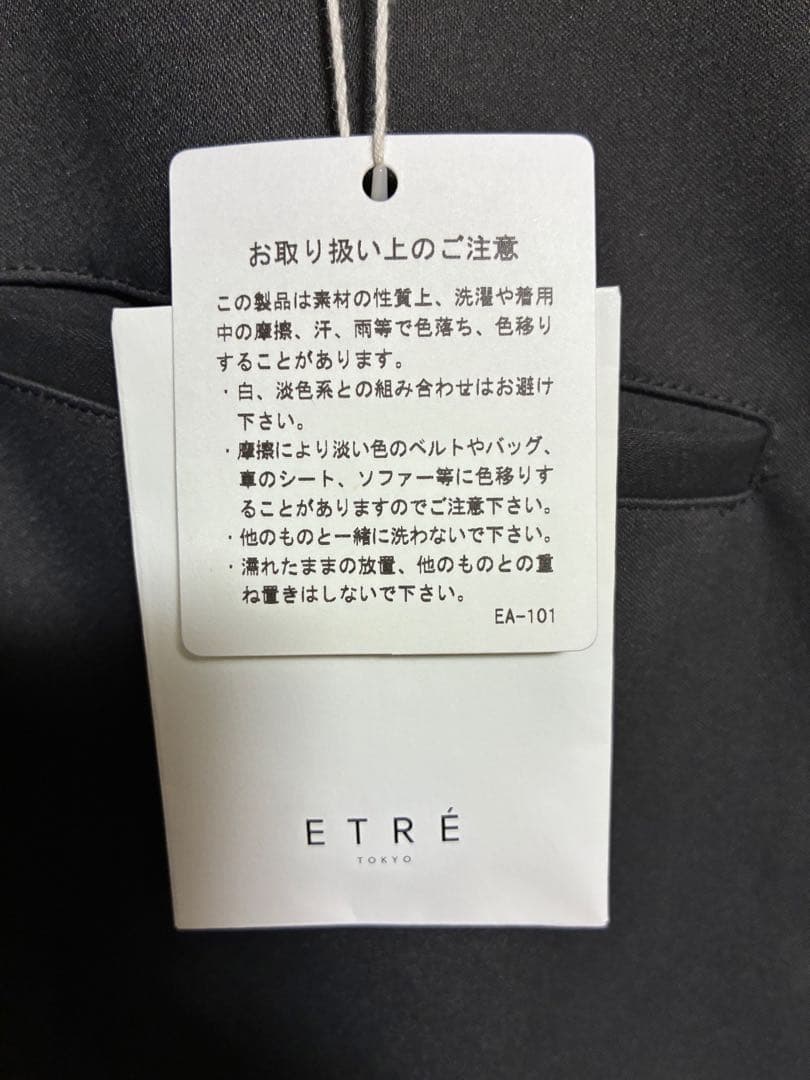 お取り扱い上のご注意
この製品は素材の性質上、洗濯や着用
中の摩擦、汗、雨等で色落ち、色移り
することがあります。
・白、淡色系との組み合わせはお避け
下さい。
・摩擦により淡い色のベルトやバッグ、
車のシート、ソファー等に色移りす
ることがありますのでご注意下さい。
・他のものと一緒に洗わないで下さい。
・濡れたままの放置、他のものとの重
ね置きはしないで下さい。
EA-101
ETRÉ
TOKYO